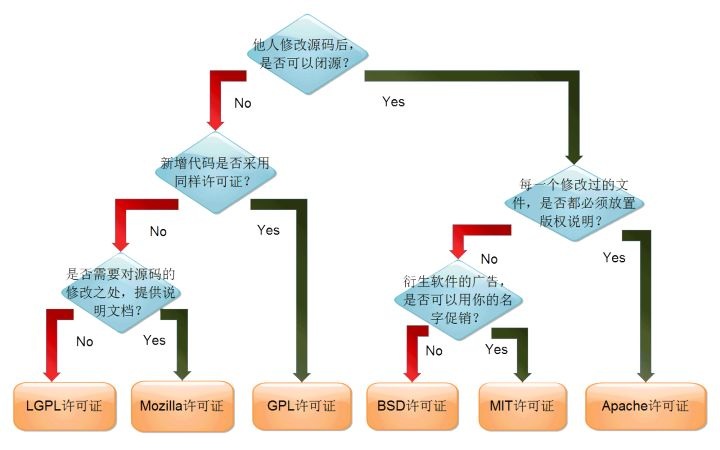 他人修改源码后，
是否可以闭源？
No
Yes
新增代码是否采用
同样许可证？
每一个修改过的文
件，是否都必须放置
版权说明？
No
Yes
No
Yes
是否需要对源码的
修改之处，提供说
明文档？
衍生软件的广告，
是否可以用你的名
字促销？
No
Yes
No
Yes
LGPL许可证
Mozilla许可证
GPL许可证
BSD许可证
MIT许可证
Apache许可证